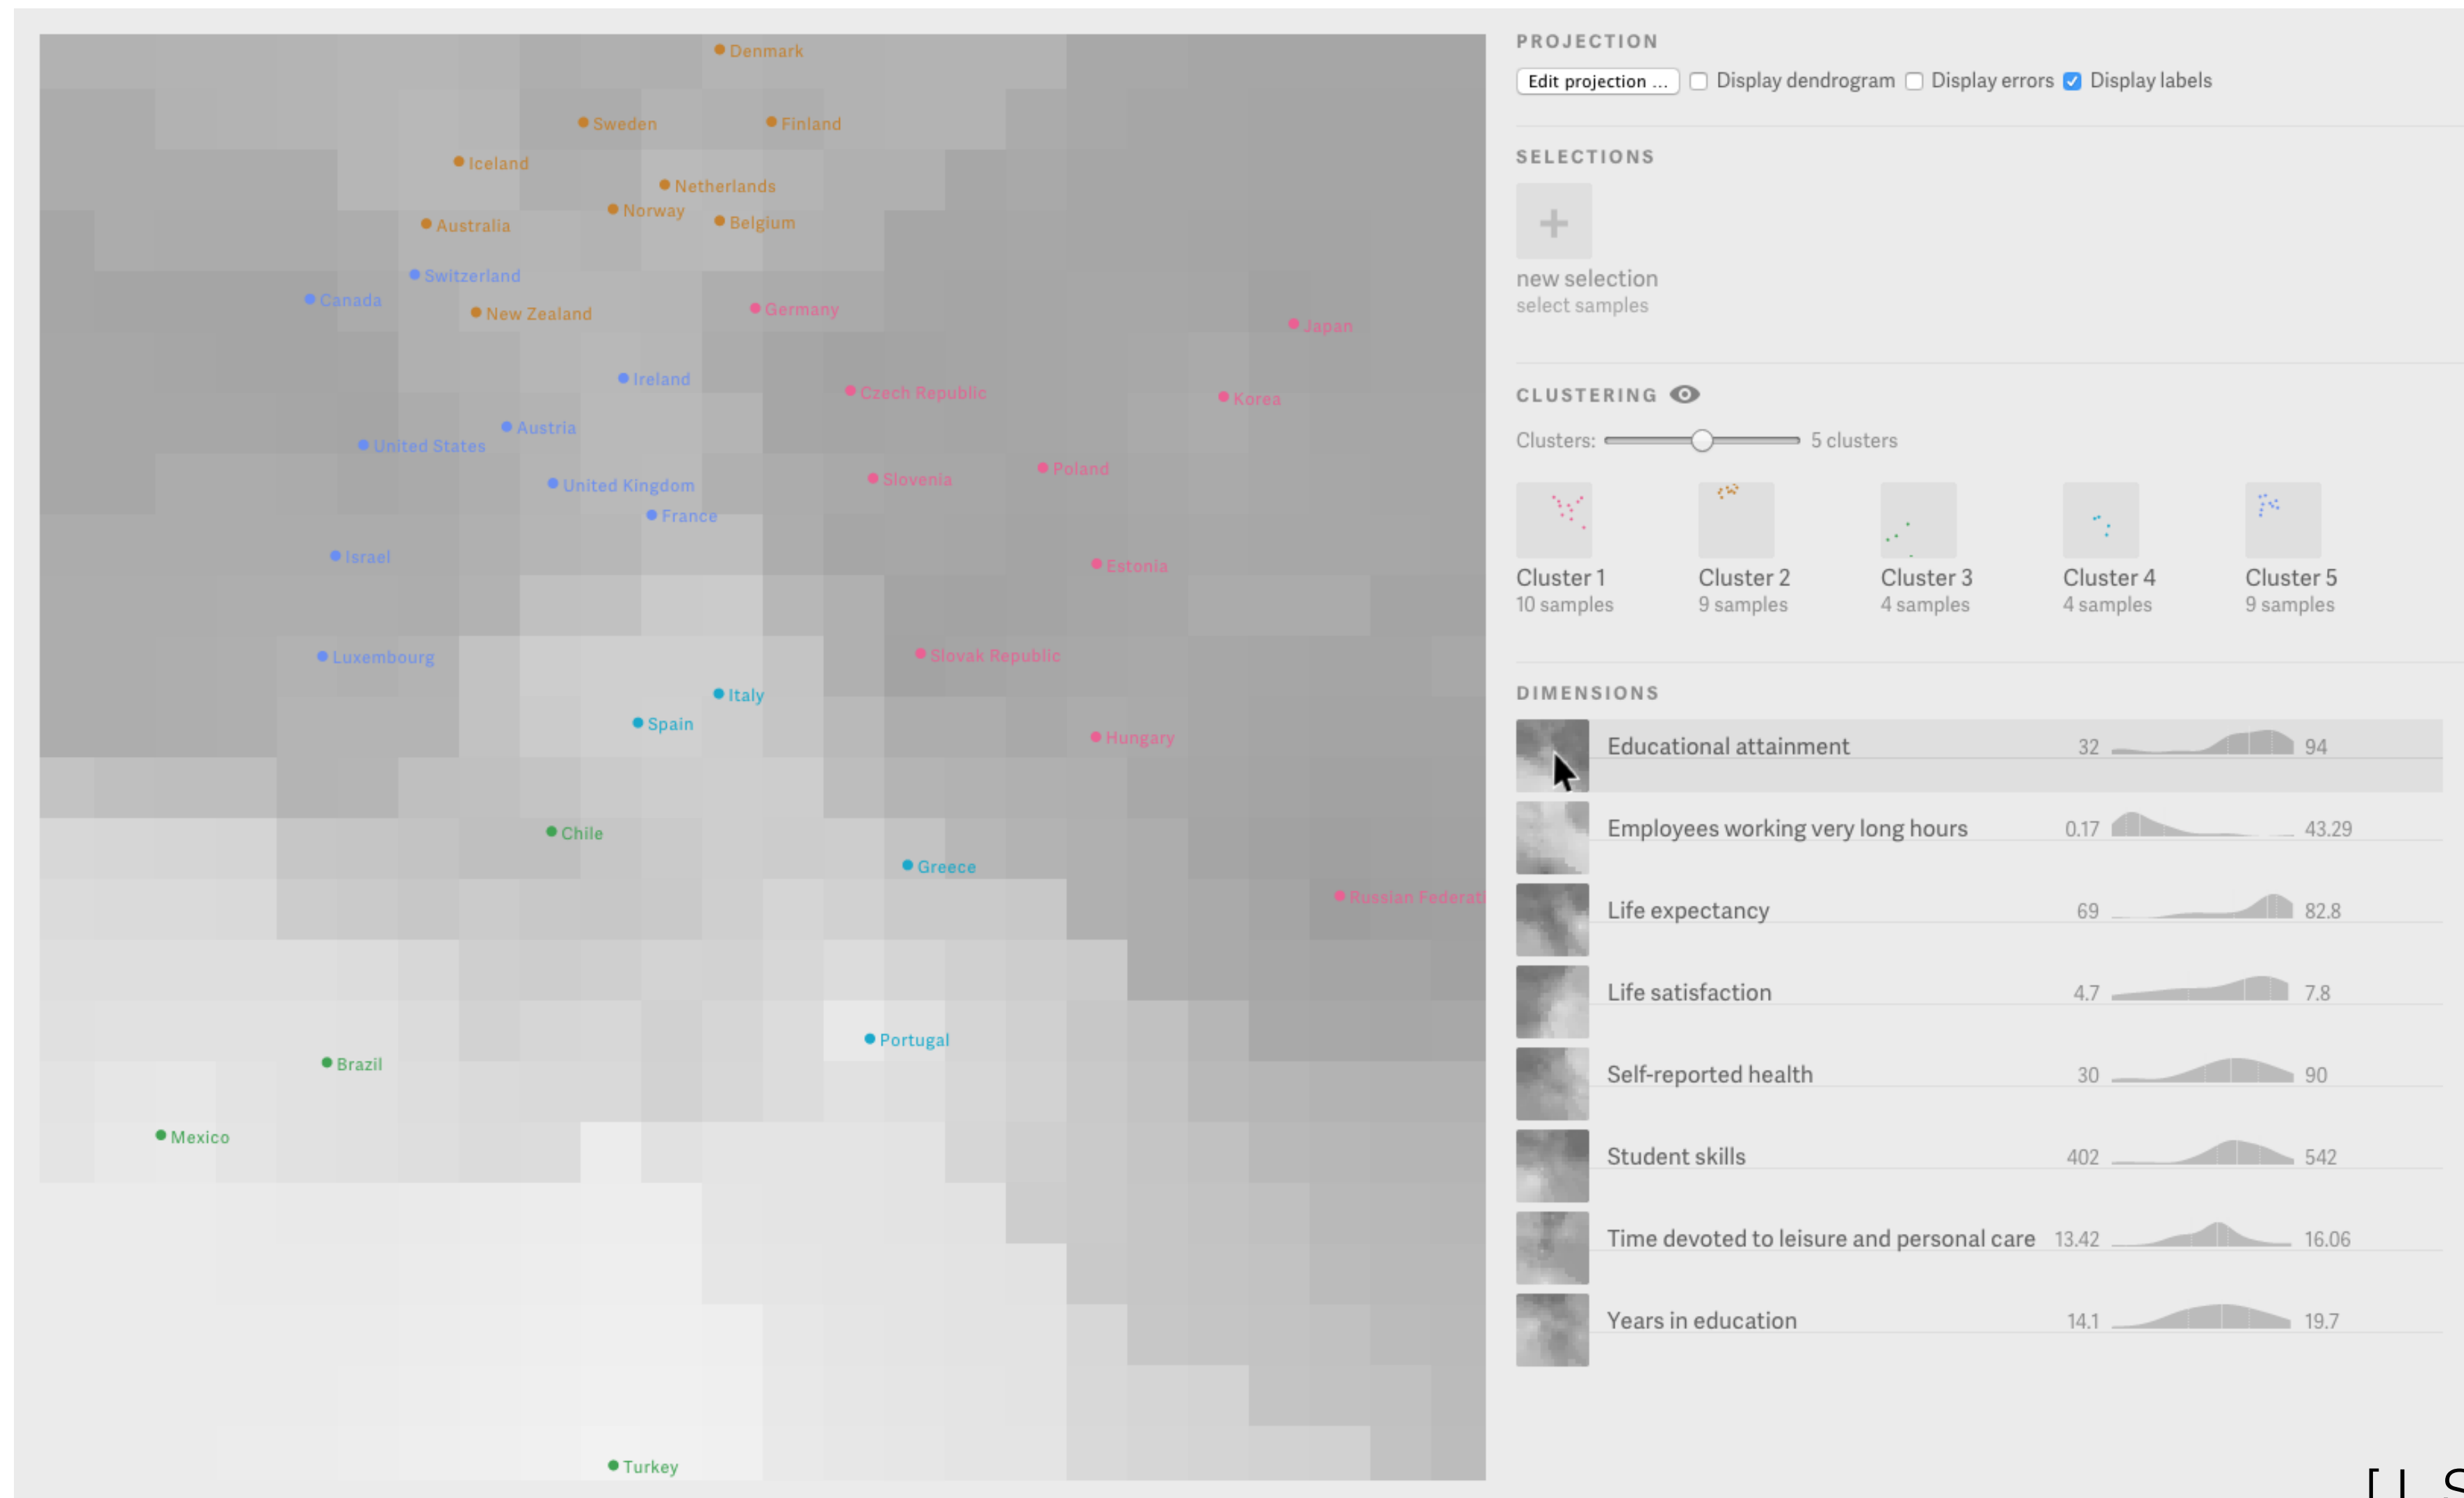 Denmark
Sweden
Finland
Iceland
Netherlands
Norway
Belgium
Australia
Switzerland
Canada
New Zealand
Germany
Japan
Ireland
Czech Republic
Korea
Austria
United States
Poland
Slovenia
United Kingdom
France
Israel
Estonia
Luxembourg
Slovak Republic
Italy
Spain
Hungary
Chile
Greece
Russian Federati
Portugal
Brazil
Mexico
Turkey
PROJECTION
Edit projection ... Display dendrogram Display errors Display labels
SELECTIONS
+
new selection
select samples
CLUSTERING
Clusters: 5 clusters
Cluster 1 Cluster 2 Cluster 3 Cluster 4 Cluster 5
10 samples 9 samples 4 samples 4 samples 9 samples
DIMENSIONS
Educational attainment 32 94
Employees working very long hours 0.17 43.29
Life expectancy 69 82.8
Life satisfaction 4.7 7.8
Self-reported health 30 90
Student skills 402 542
Time devoted to leisure and personal care 13.42 16.06
Years in education 14.1 19.7